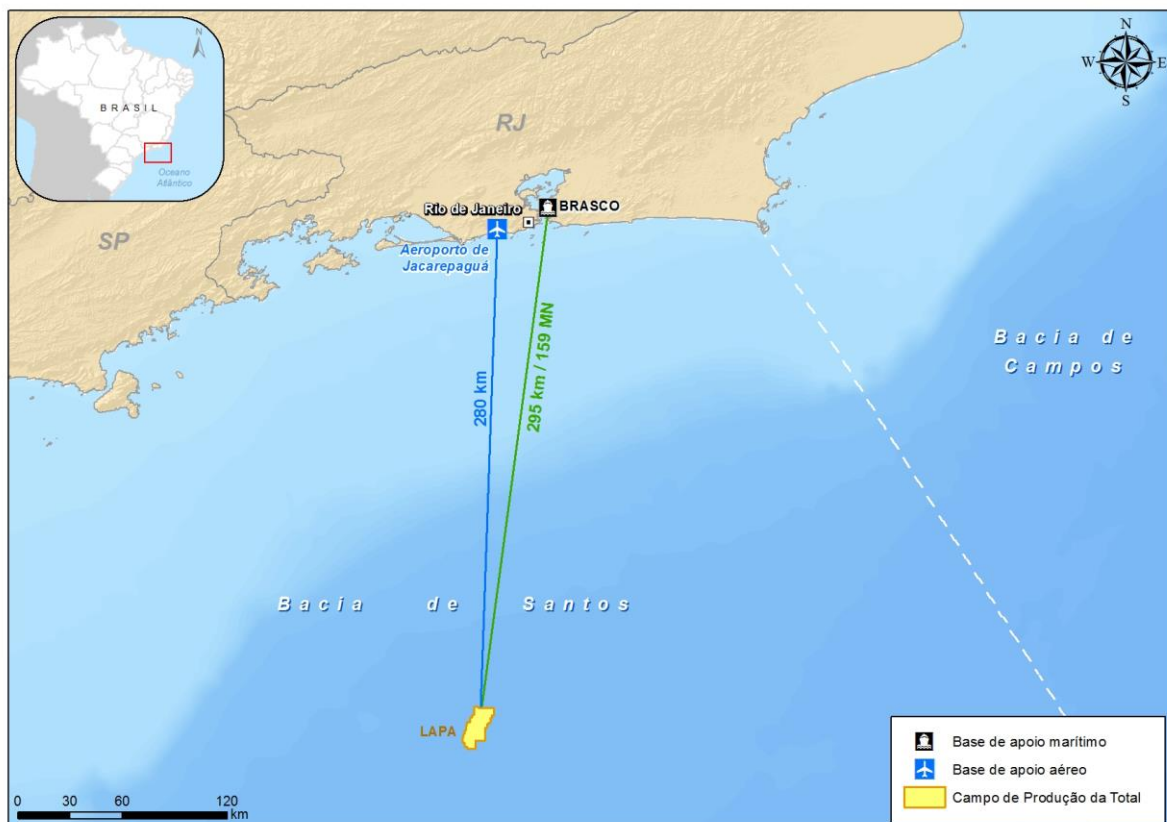 N
BRASIL
Oceano
Atlântico
N
W E
S
RJ
SP
Rio de Janeiro
BRASCO
Aeroporto de
Jacarepaguá
280 km
295 km / 159 MN
Bacia de
Campos
Bacia de Santos
LAPA
Base de apoio marítimo
Base de apoio aéreo
Campo de Produção da Total
0 30 60 120
km